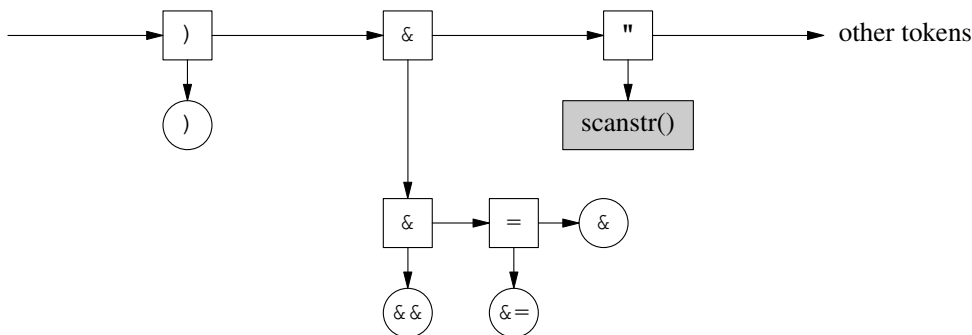 ) & " other tokens
) scanstr()
& = &
&& &=